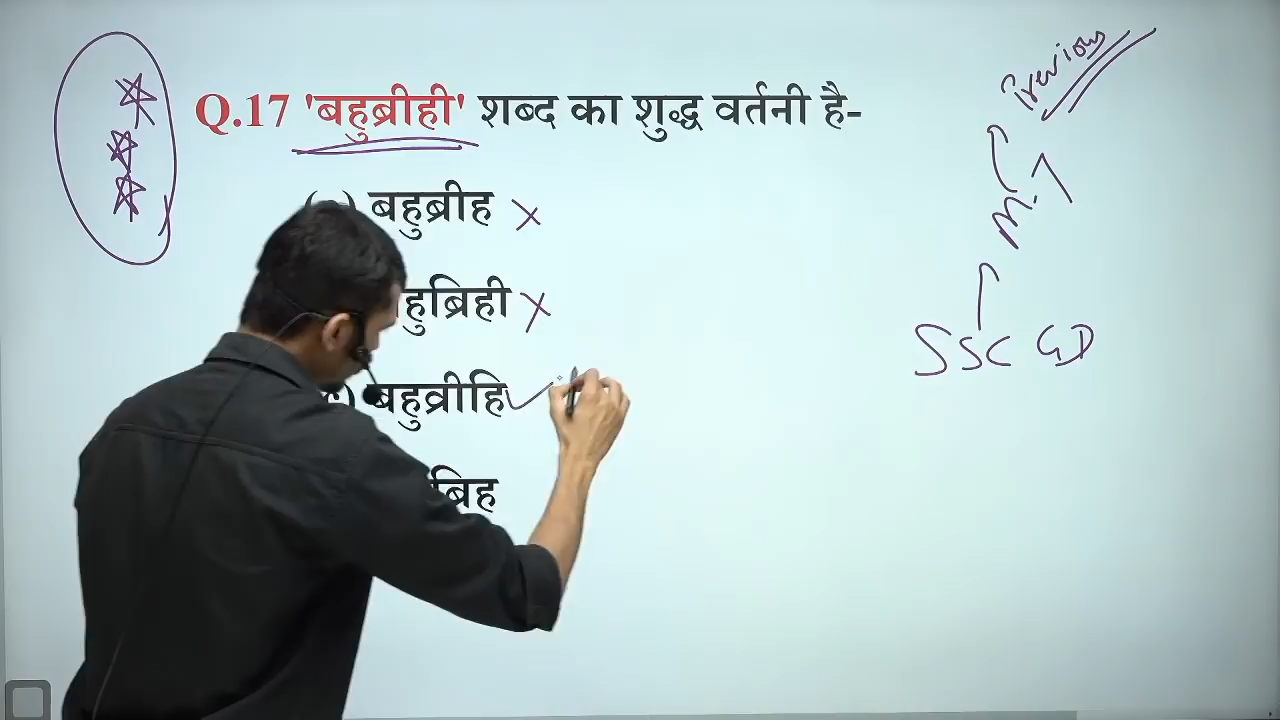 Q.17 'बहुब्रीही' शब्द का शुद्ध वर्तनी है-
बहुब्रीह ×
हुब्रिही ×
बहुव्रीहि ✓
ब्रिह
Previous
SSC GD